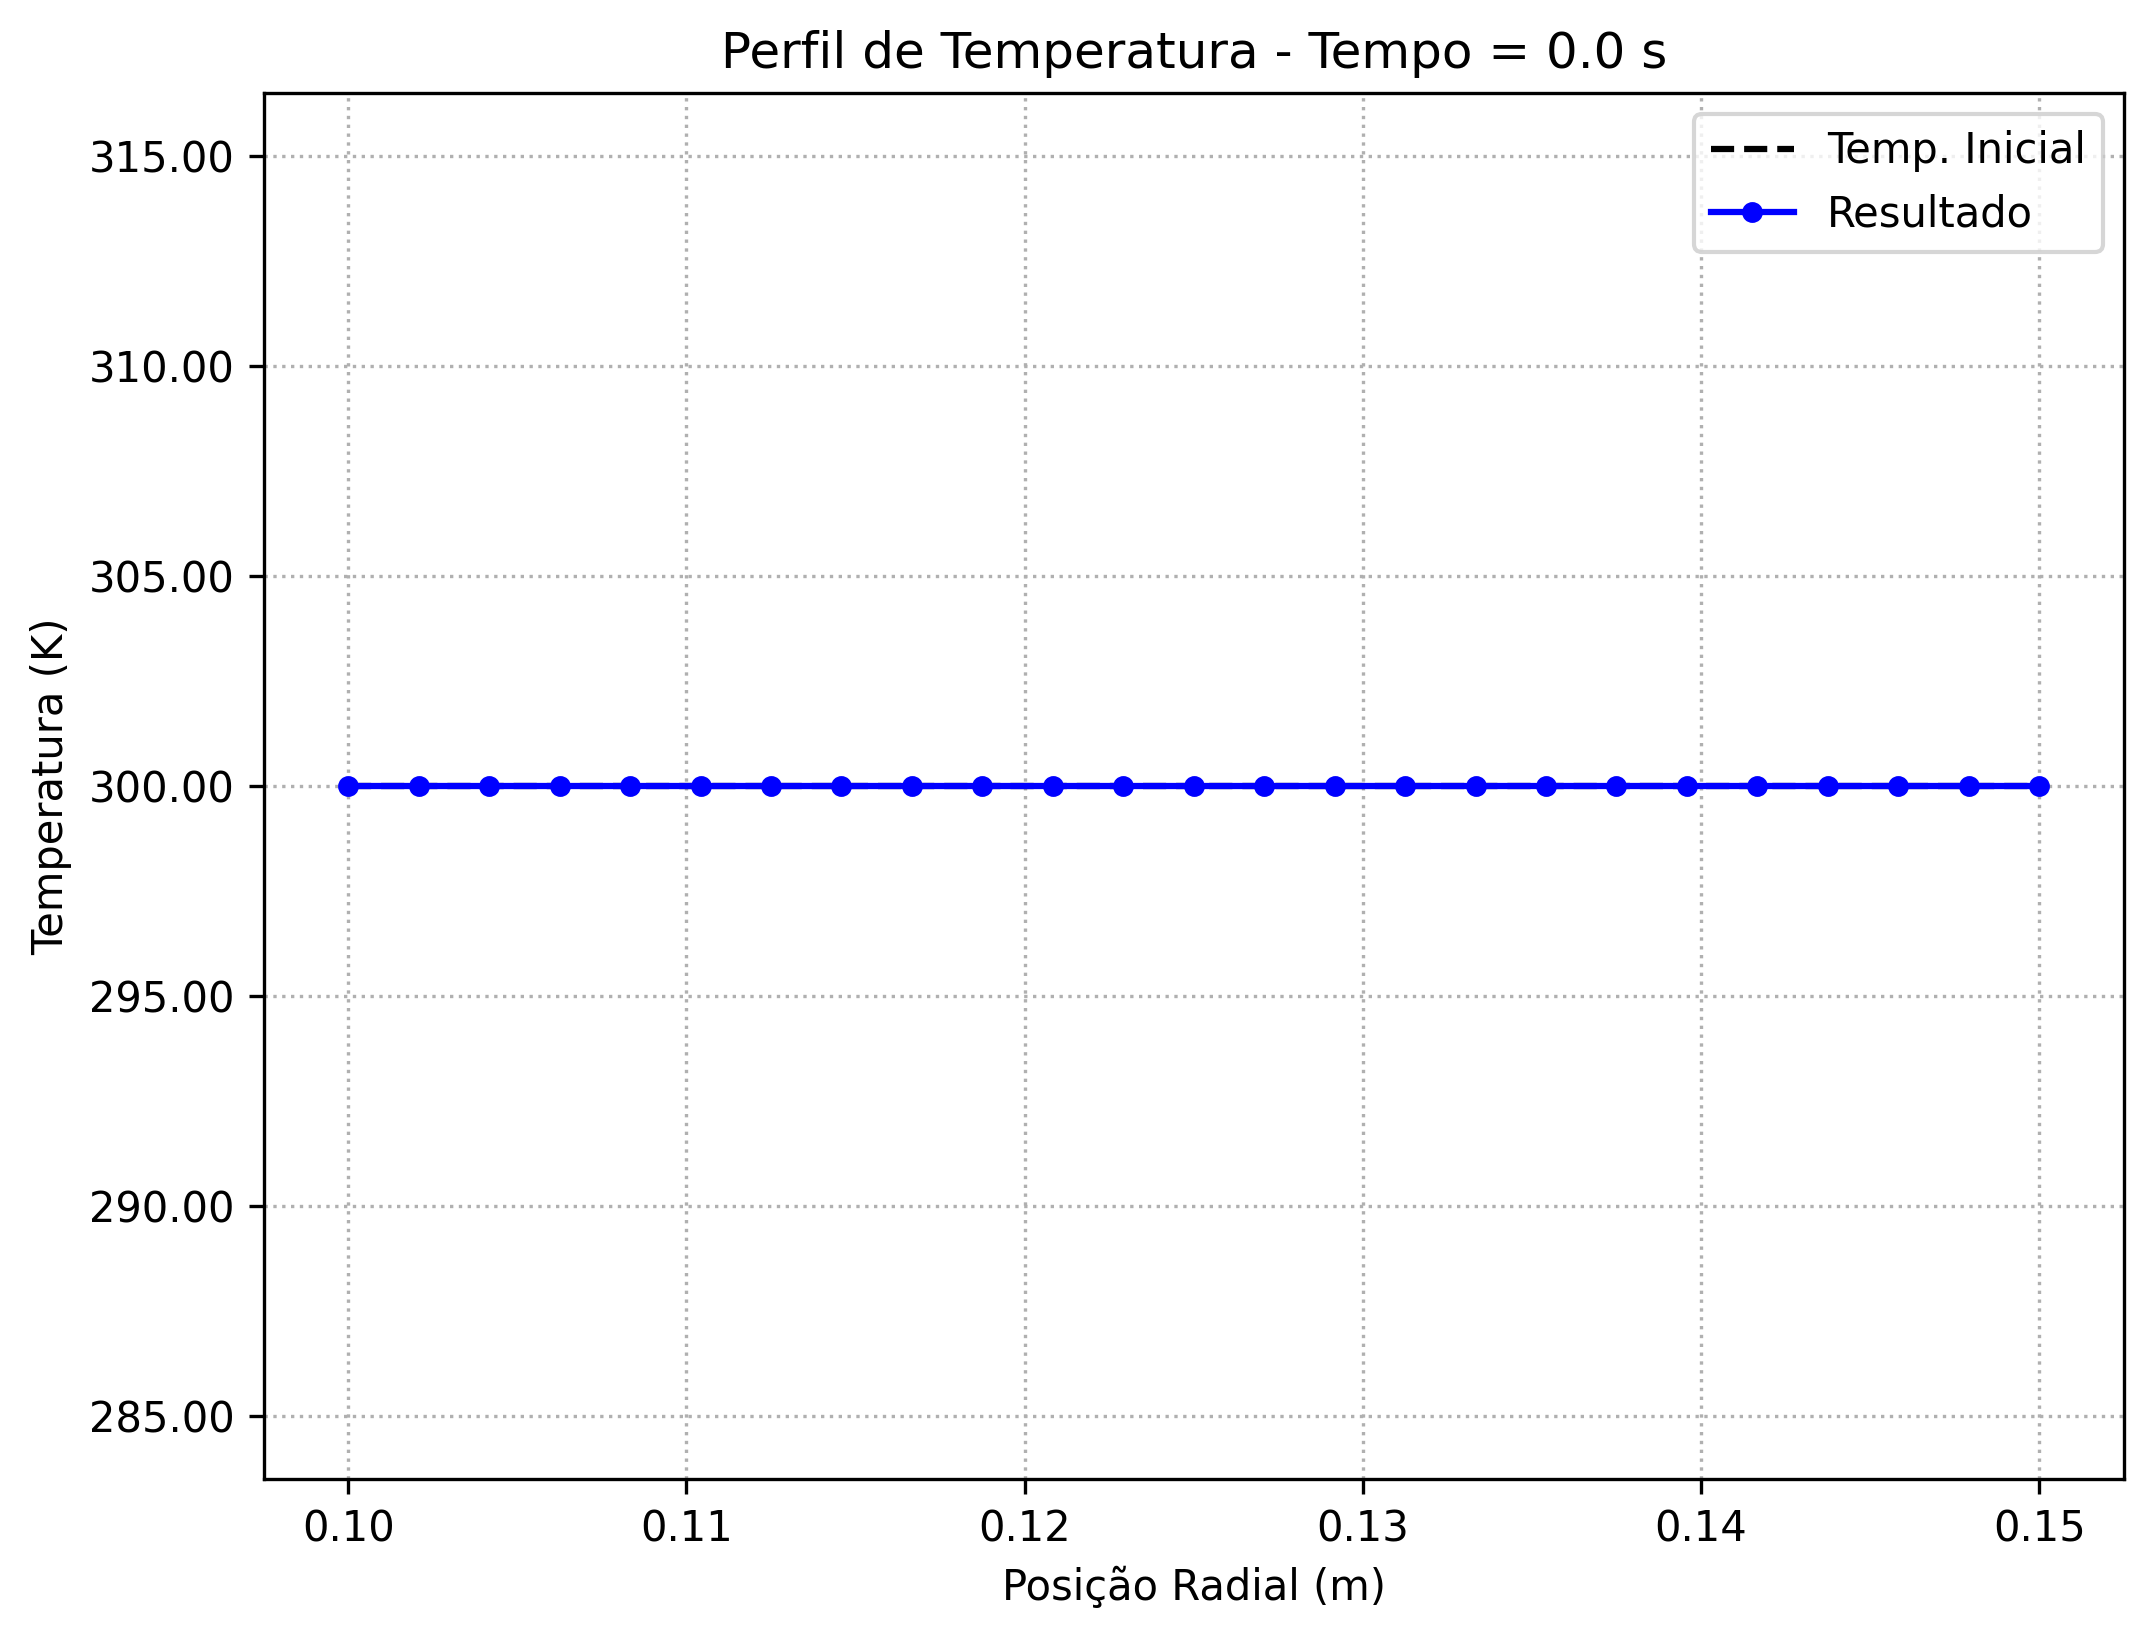 Perfil de Temperatura - Tempo = 0.0 s
Temp. Inicial
Resultado
315.00
310.00
305.00
300.00
295.00
290.00
285.00
Temperatura (K)
0.10 0.11 0.12 0.13 0.14 0.15
Posição Radial (m)